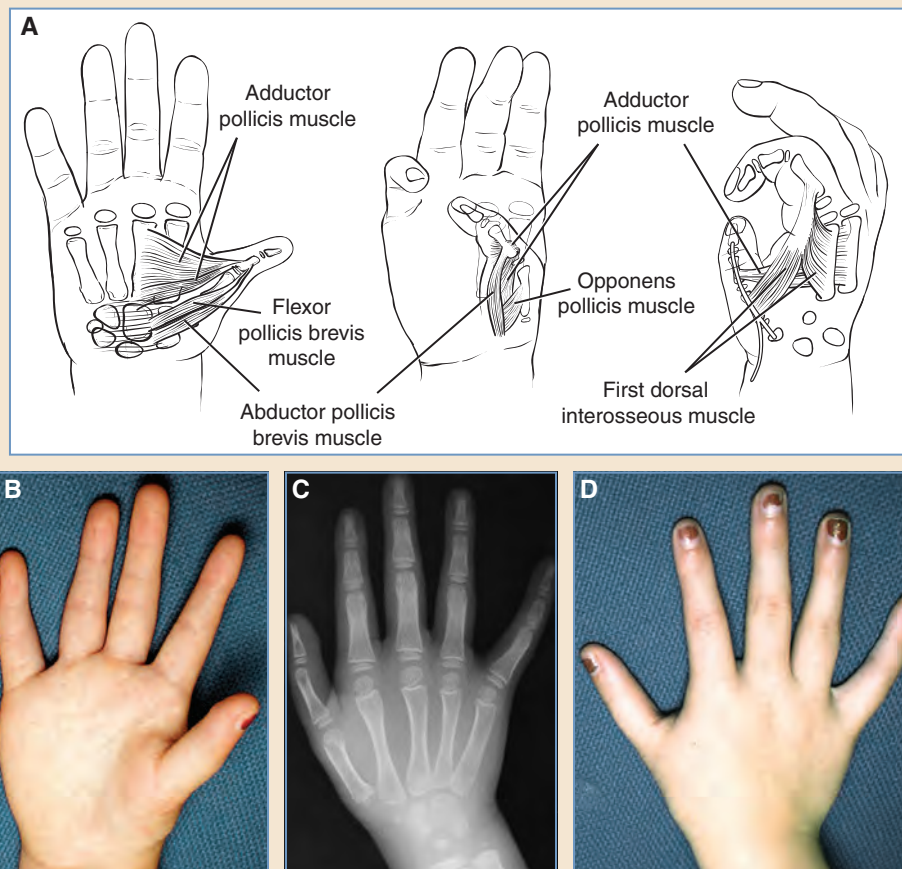 A
Adductor
pollicis muscle
Adductor
pollicis muscle
Flexor
pollicis brevis
muscle
Opponens
pollicis muscle
Abductor pollicis
brevis muscle
First dorsal
interosseous muscle
B
C
D